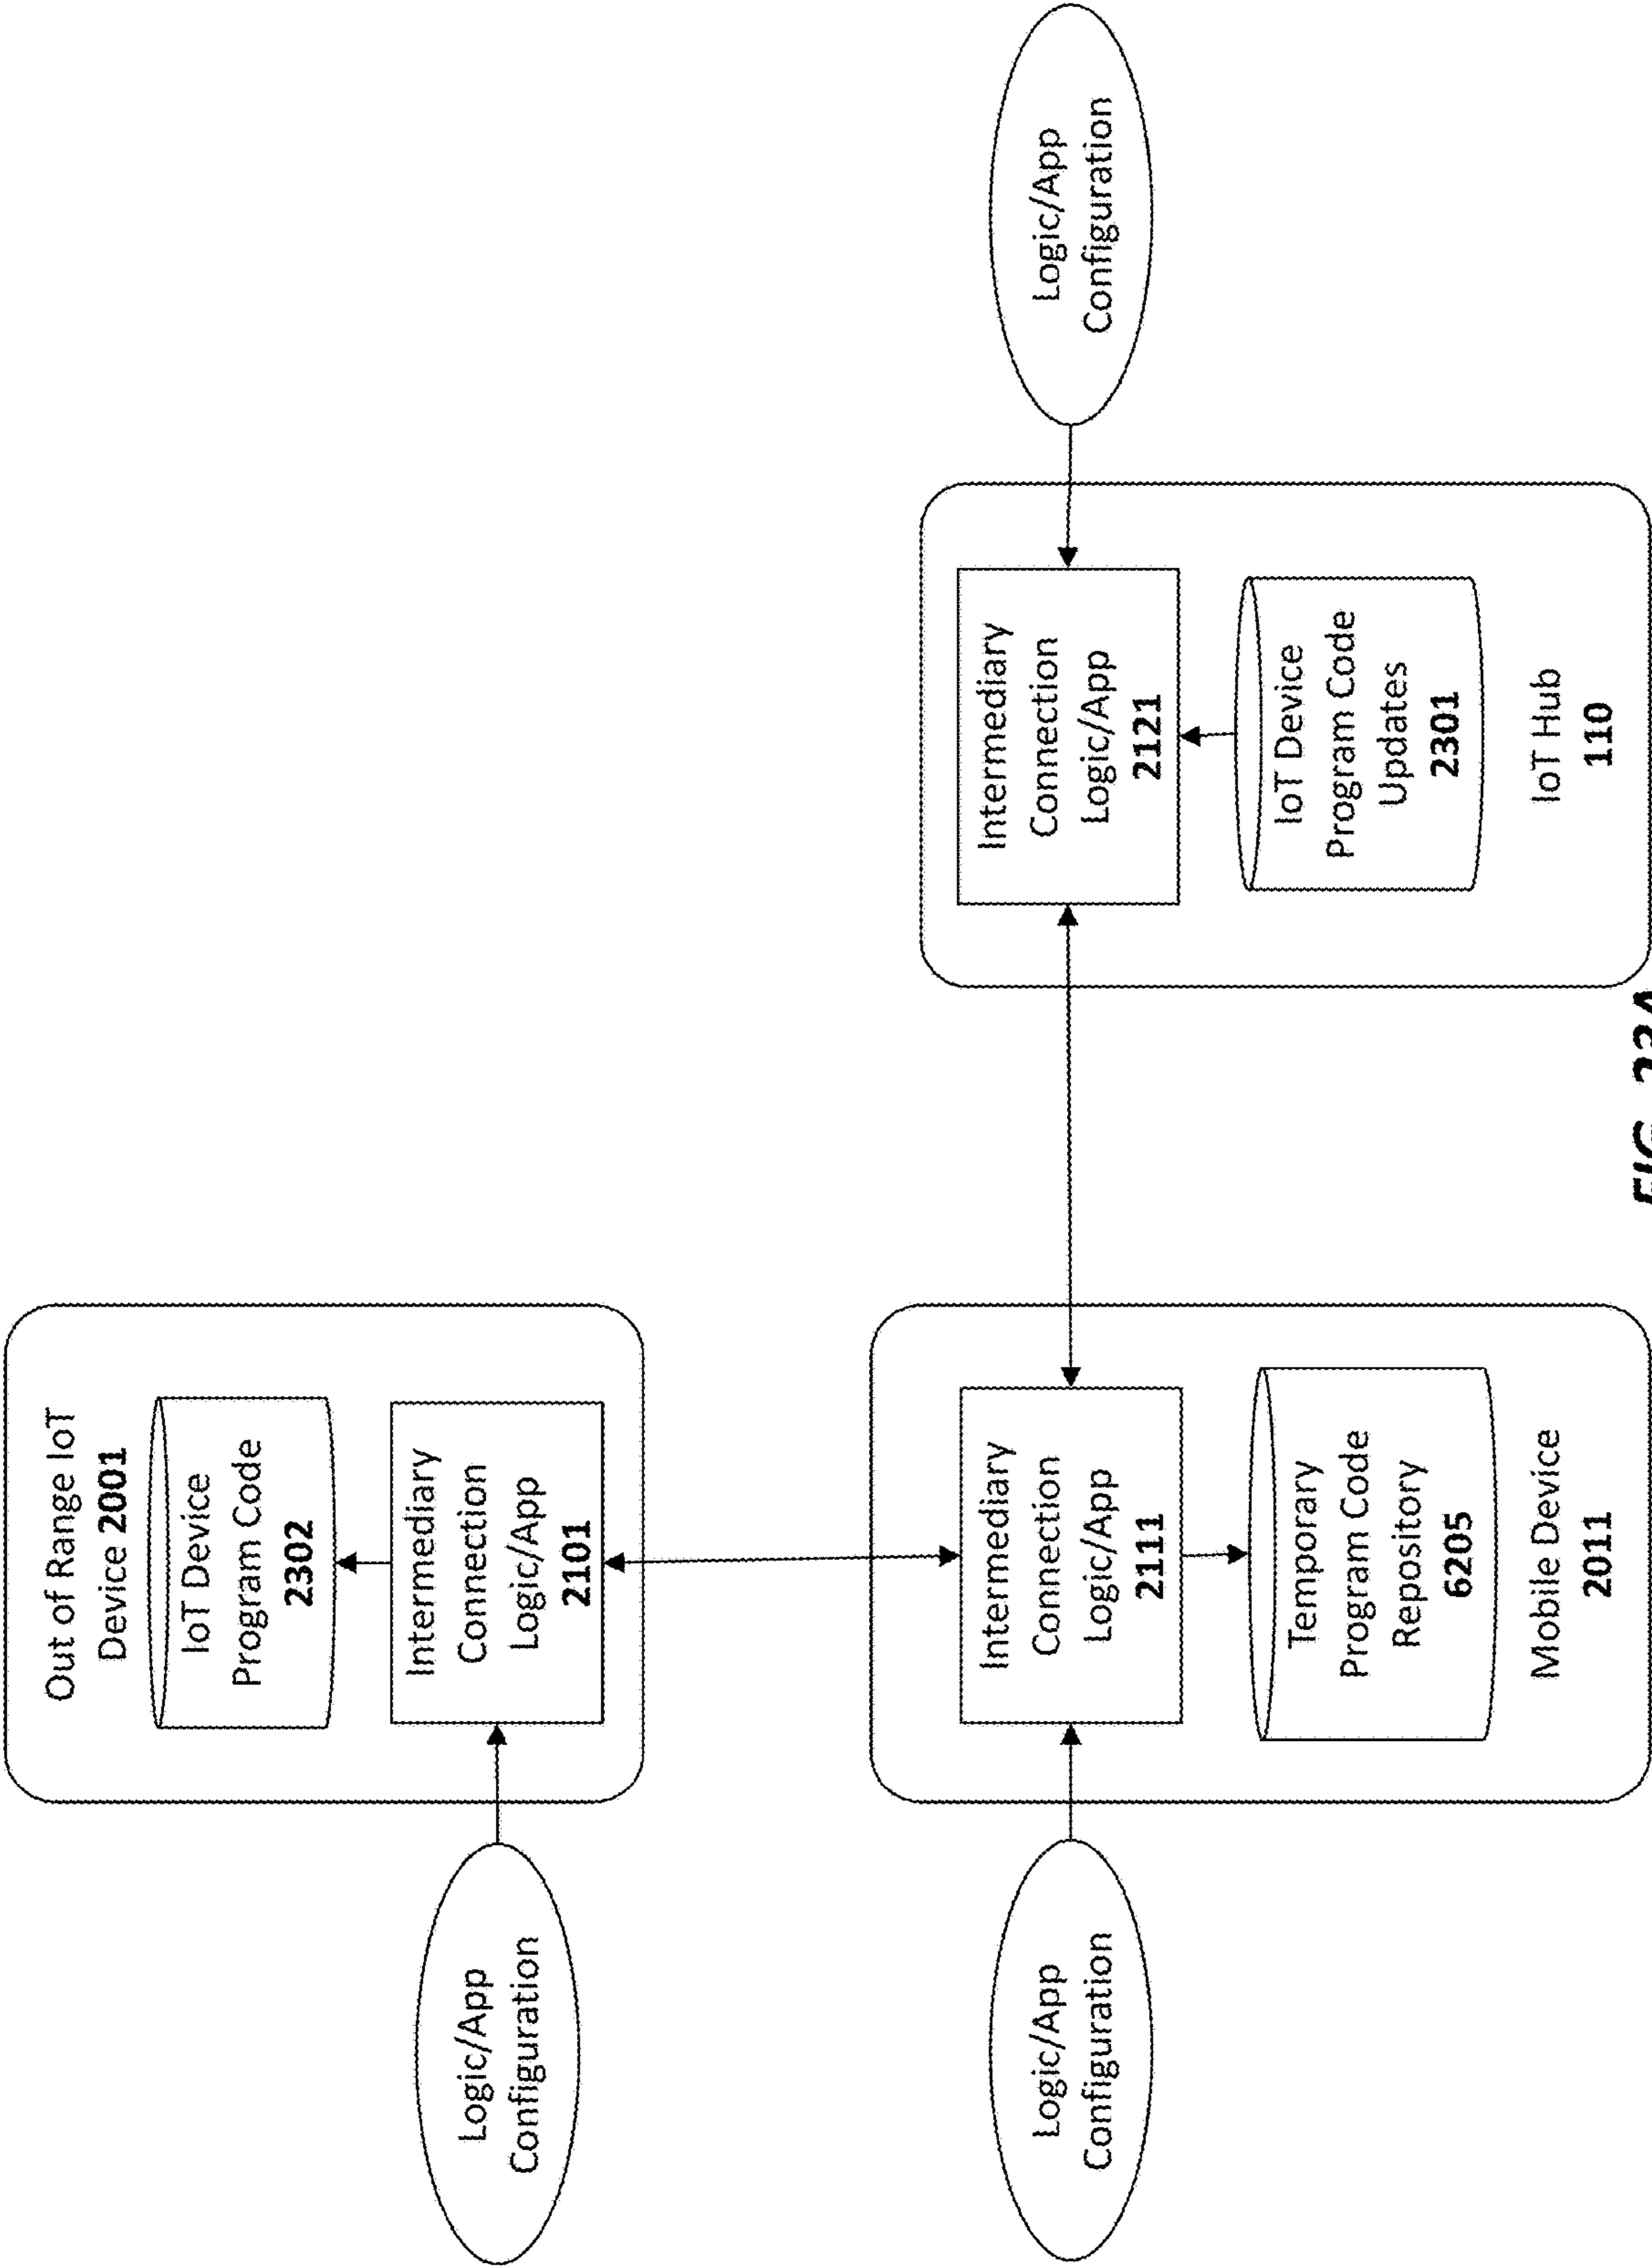 Out of Range IoT
Device 2001
IoT Device
Program Code
2302
Intermediary
Connection
Logic/App
2101
Logic/App
Configuration
Logic/App
Configuration
Intermediary
Connection
Logic/App
2111
Temporary
Program Code
Repository
6205
Mobile Device
2011
Intermediary
Connection
Logic/App
2121
IoT Device
Program Code
Updates
2301
IoT Hub
110
Logic/App
Configuration
FIG. 23A